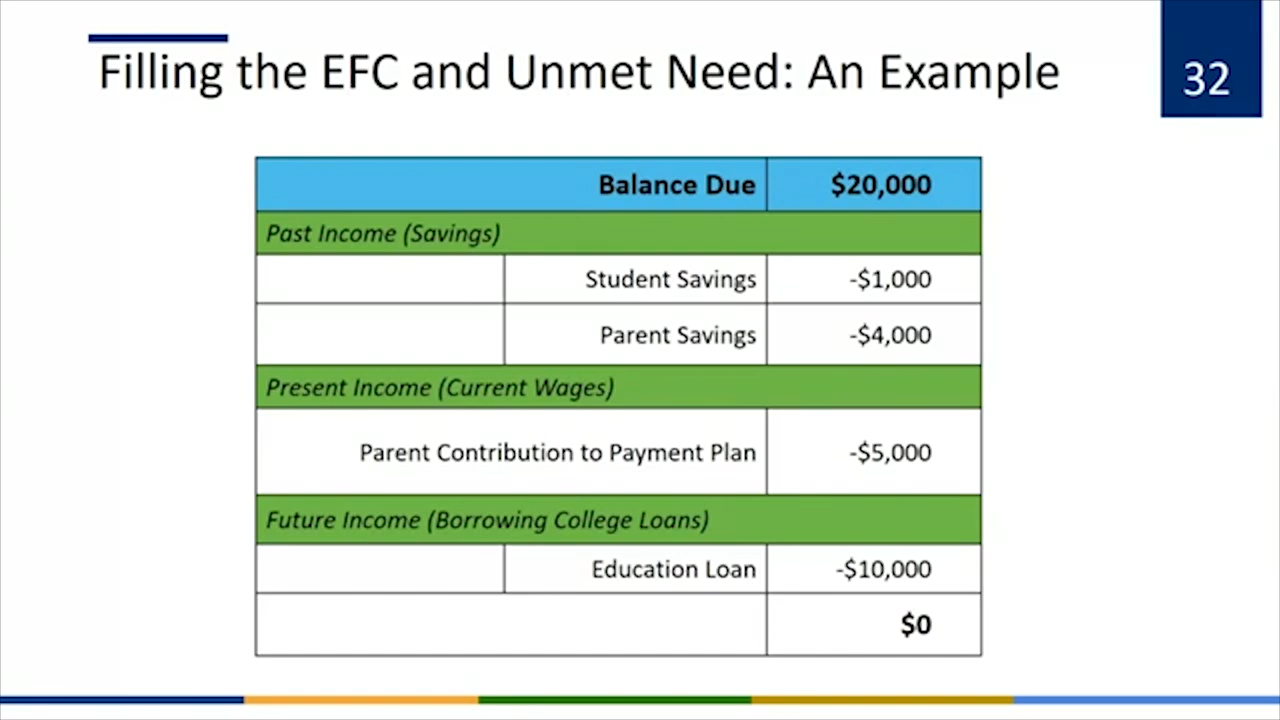 Filling the EFC and Unmet Need: An Example
32
Balance Due $20,000
Past Income (Savings)
Student Savings -$1,000
Parent Savings -$4,000
Present Income (Current Wages)
Parent Contribution to Payment Plan -$5,000
Future Income (Borrowing College Loans)
Education Loan -$10,000
$0